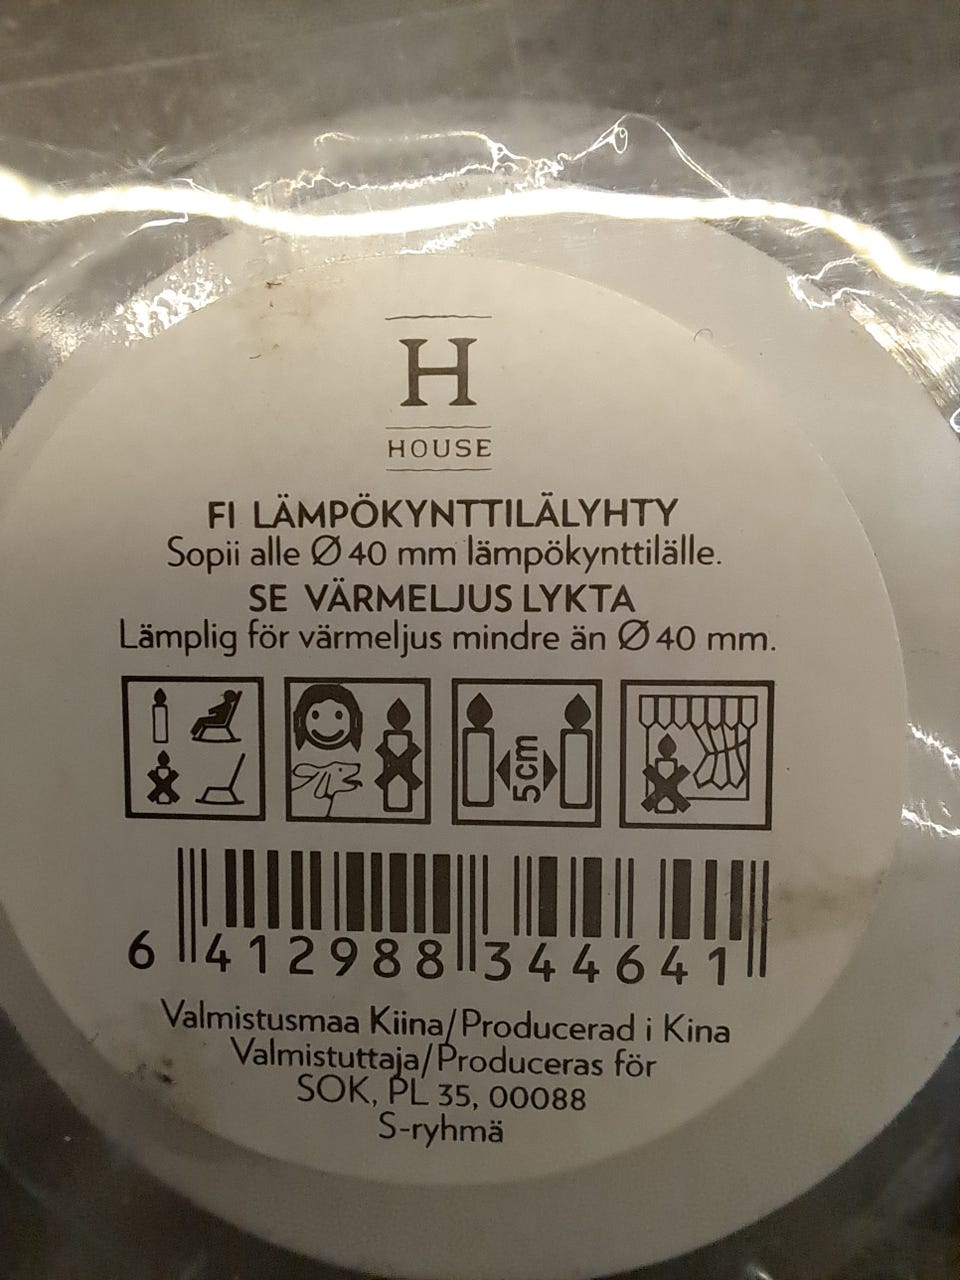 H
HOUSE
FI LÄMPÖKYNTTILÄLYHTY
Sopii alle Ø 40 mm lämpökynttilälle.
SE VÄRMELJUS LYKTA
Lämplig för värmeljus mindre än Ø 40 mm.
5cm
6 412988 344641
Valmistusmaa Kiina/Producerad i Kina
Valmistuttaja/Produceras för
SOK, PL 35, 00088
S-ryhmä